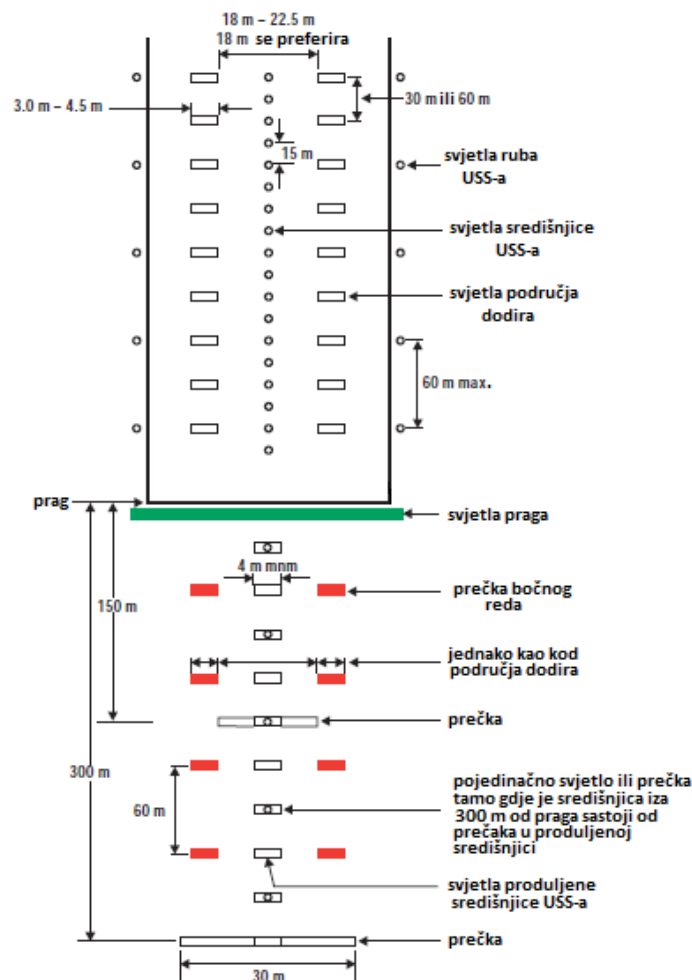 18 m – 22.5 m
18 m se preferira
3.0 m – 4.5 m
30 m ili 60 m
15 m
svjetla ruba
USS-a
svjetla središnjice
USS-a
svjetla područja
dodira
60 m max.
prag
svjetla praga
4 m mnm
prečka bočnog
reda
150 m
jednako kao kod
područja dodira
prečka
300 m
60 m
pojedinačno svjetlo ili prečka
tamo gdje je središnjica iza
300 m od praga sastoji od
prečaka u produljenoj
središnjici
svjetla produljene
središnjice USS-a
prečka
30 m